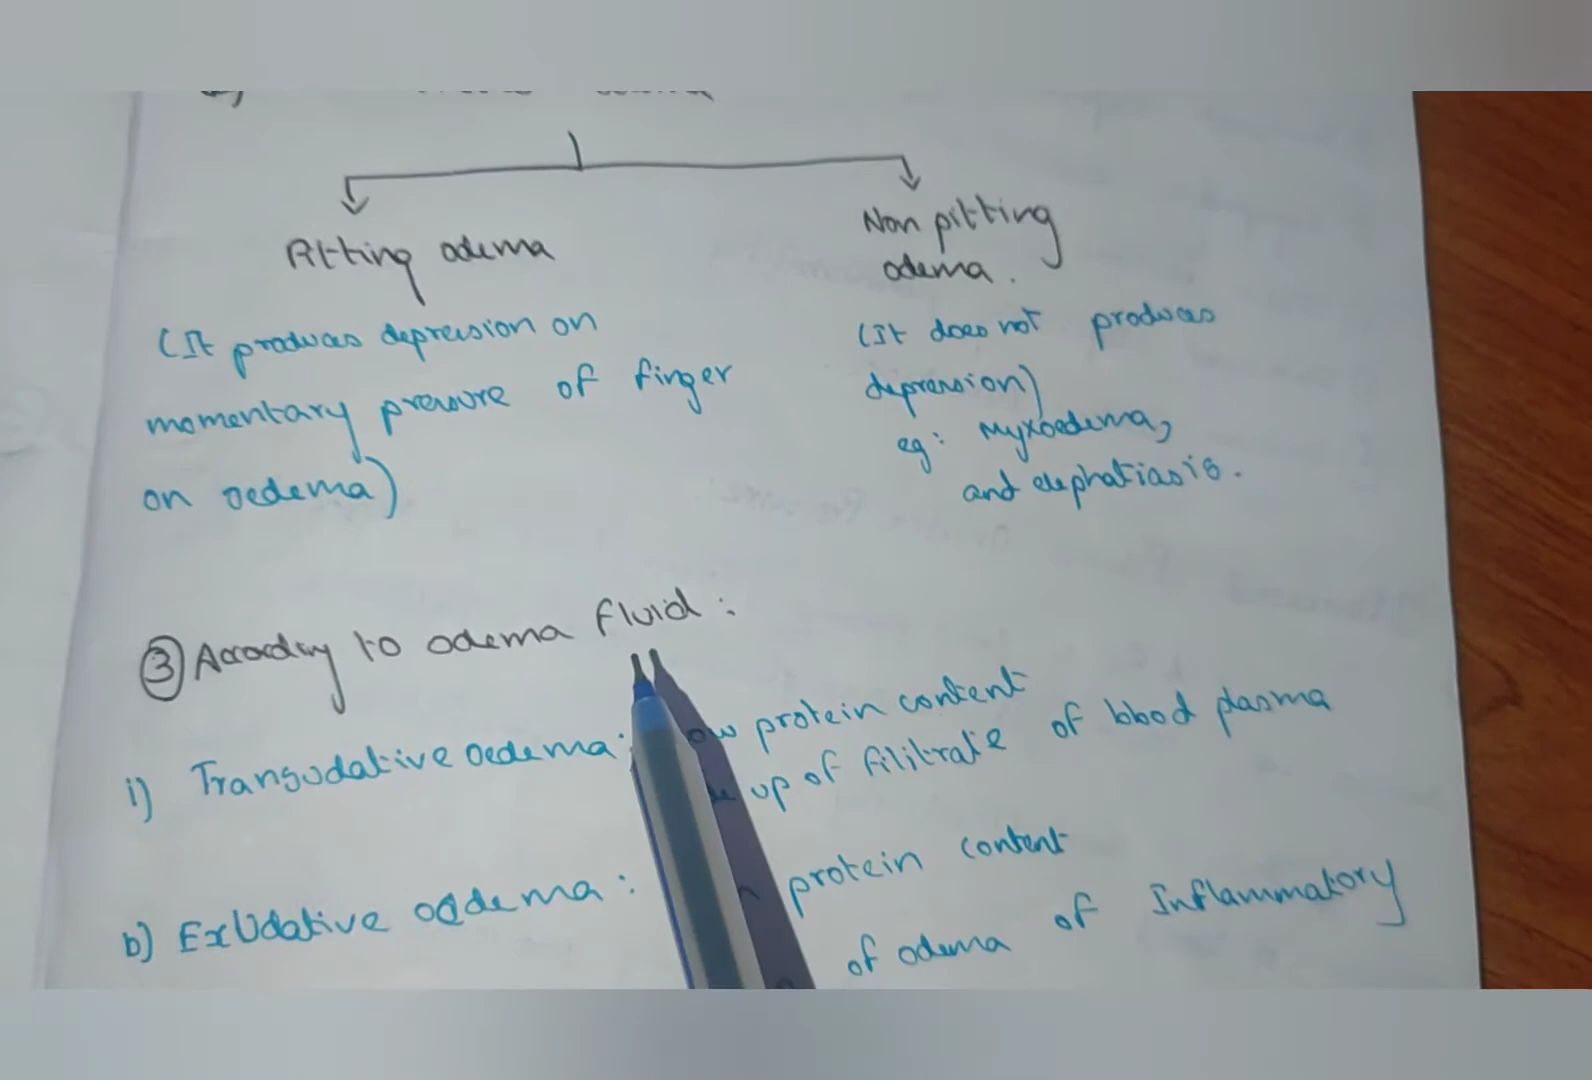 Pitting odema
Non pitting
odema.
(It produces depression on
momentary pressure of finger
on oedema)
(It does not produces
depression)
eg: Myxoedema,
and elephatiasis.
③ According to odema fluid:
i) Transudative oedema: protein content
up of filitrate of blood plasma
b) ExUdative oedema: protein content
of odema of Inflammatory